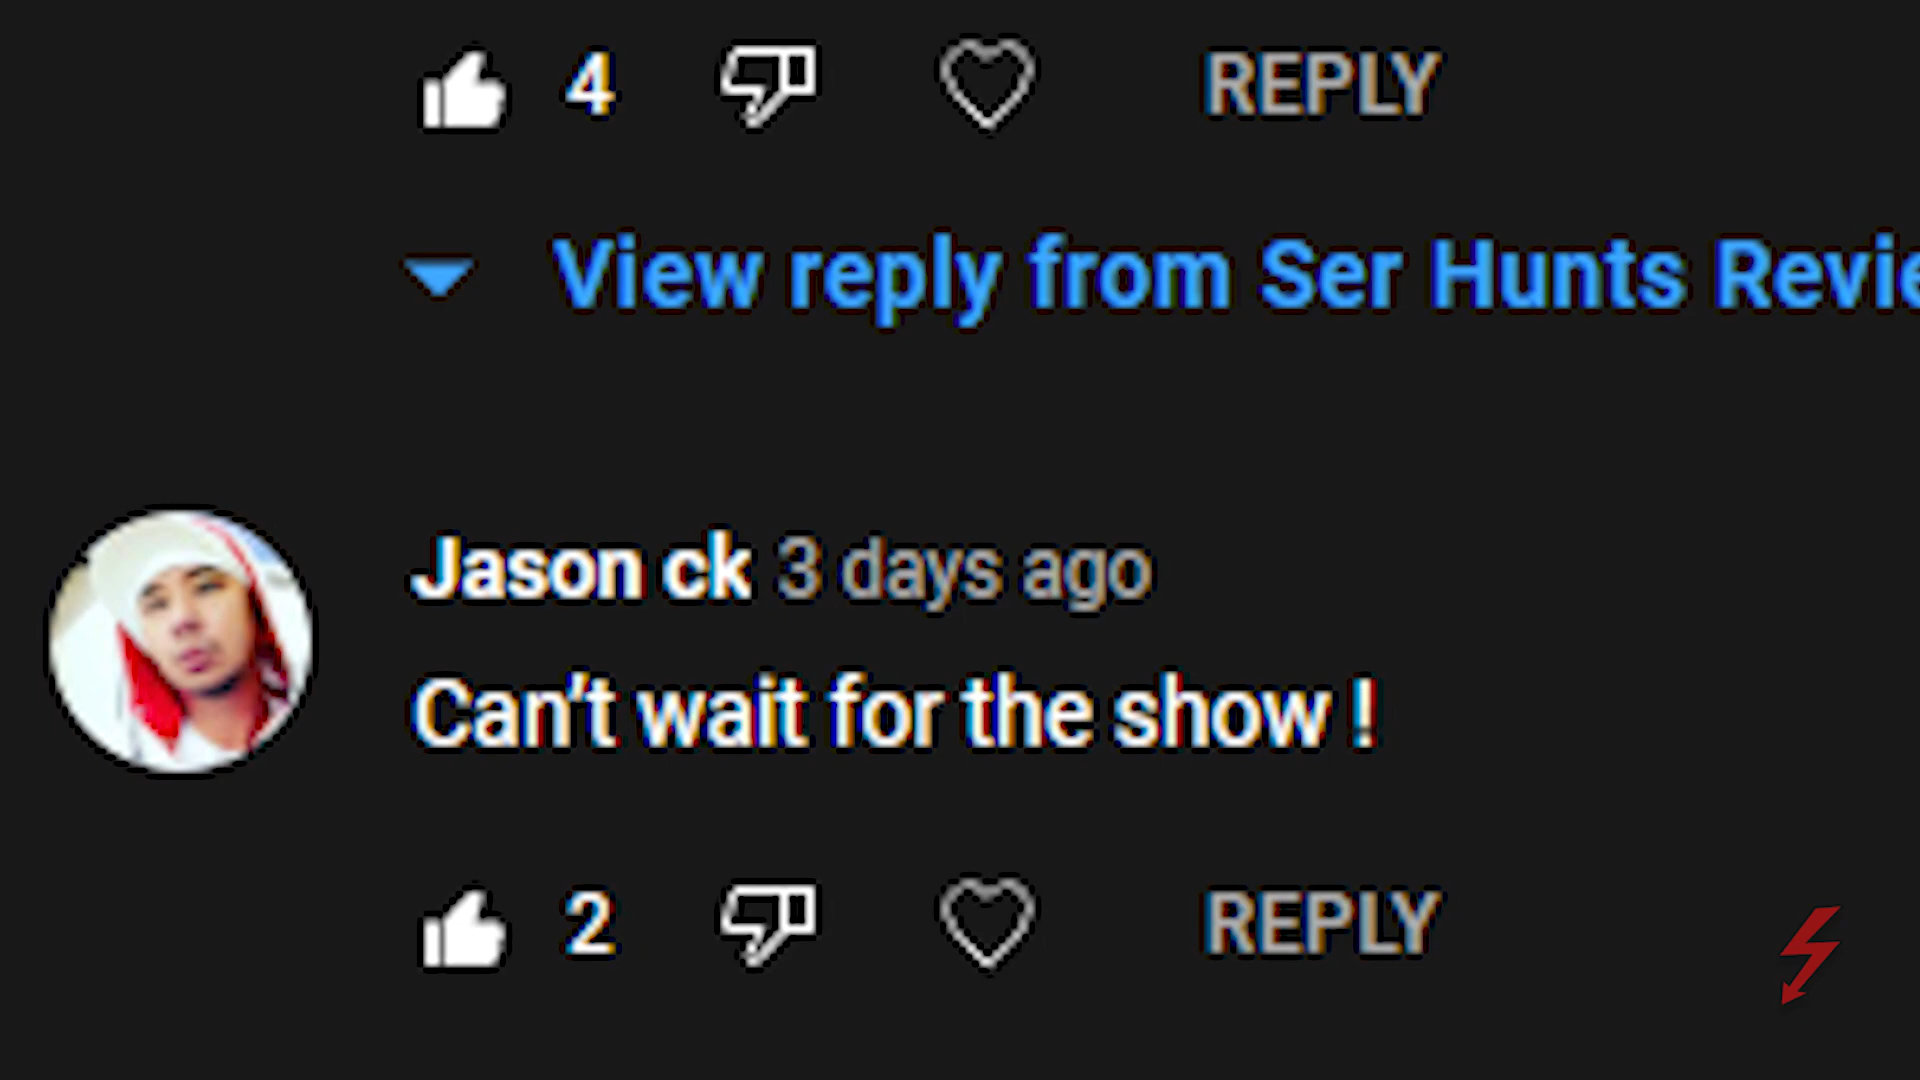 4 REPLY
View reply from Ser Hunts
Jason ck 3 days ago
Can't wait for the show !
2 REPLY